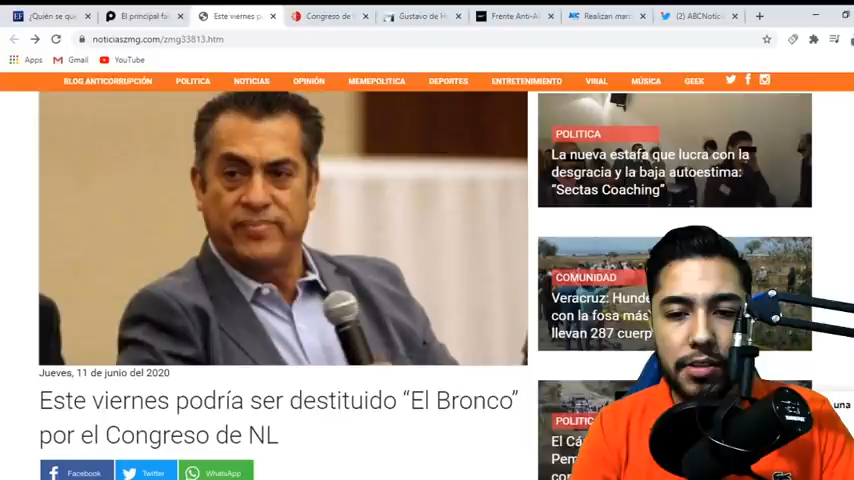 ¿Quién se qu
El principal fa
Este viernes p
Congreso de
Gustavo de H
Frente Anti-A
Realizan marc
(2) ABCNotici
noticiaszmg.com/zmg33813.htm
Apps
Gmail
YouTube
BLOG ANTICORRUPCIÓN POLITICA NOTICIAS OPINIÓN MEMEPOLITICA DEPORTES ENTRETENIMIENTO VIRAL MÚSICA GEEK
POLITICA
La nueva estafa que lucra con la
desgracia y la baja autoestima:
“Sectas Coaching”
COMUNIDAD
Veracruz: Hunde
con la fosa más
llevan 287 cuerp
POLITIC
El Cá
Pem
co
una
Jueves, 11 de junio del 2020
Este viernes podría ser destituido “El Bronco”
por el Congreso de NL
Facebook
Twitter
WhatsApp